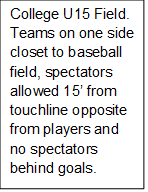 College U15 Field.
Teams on one side
closet to baseball
field, spectators
allowed 15’ from
touchline opposite
from players and
no spectators
behind goals.